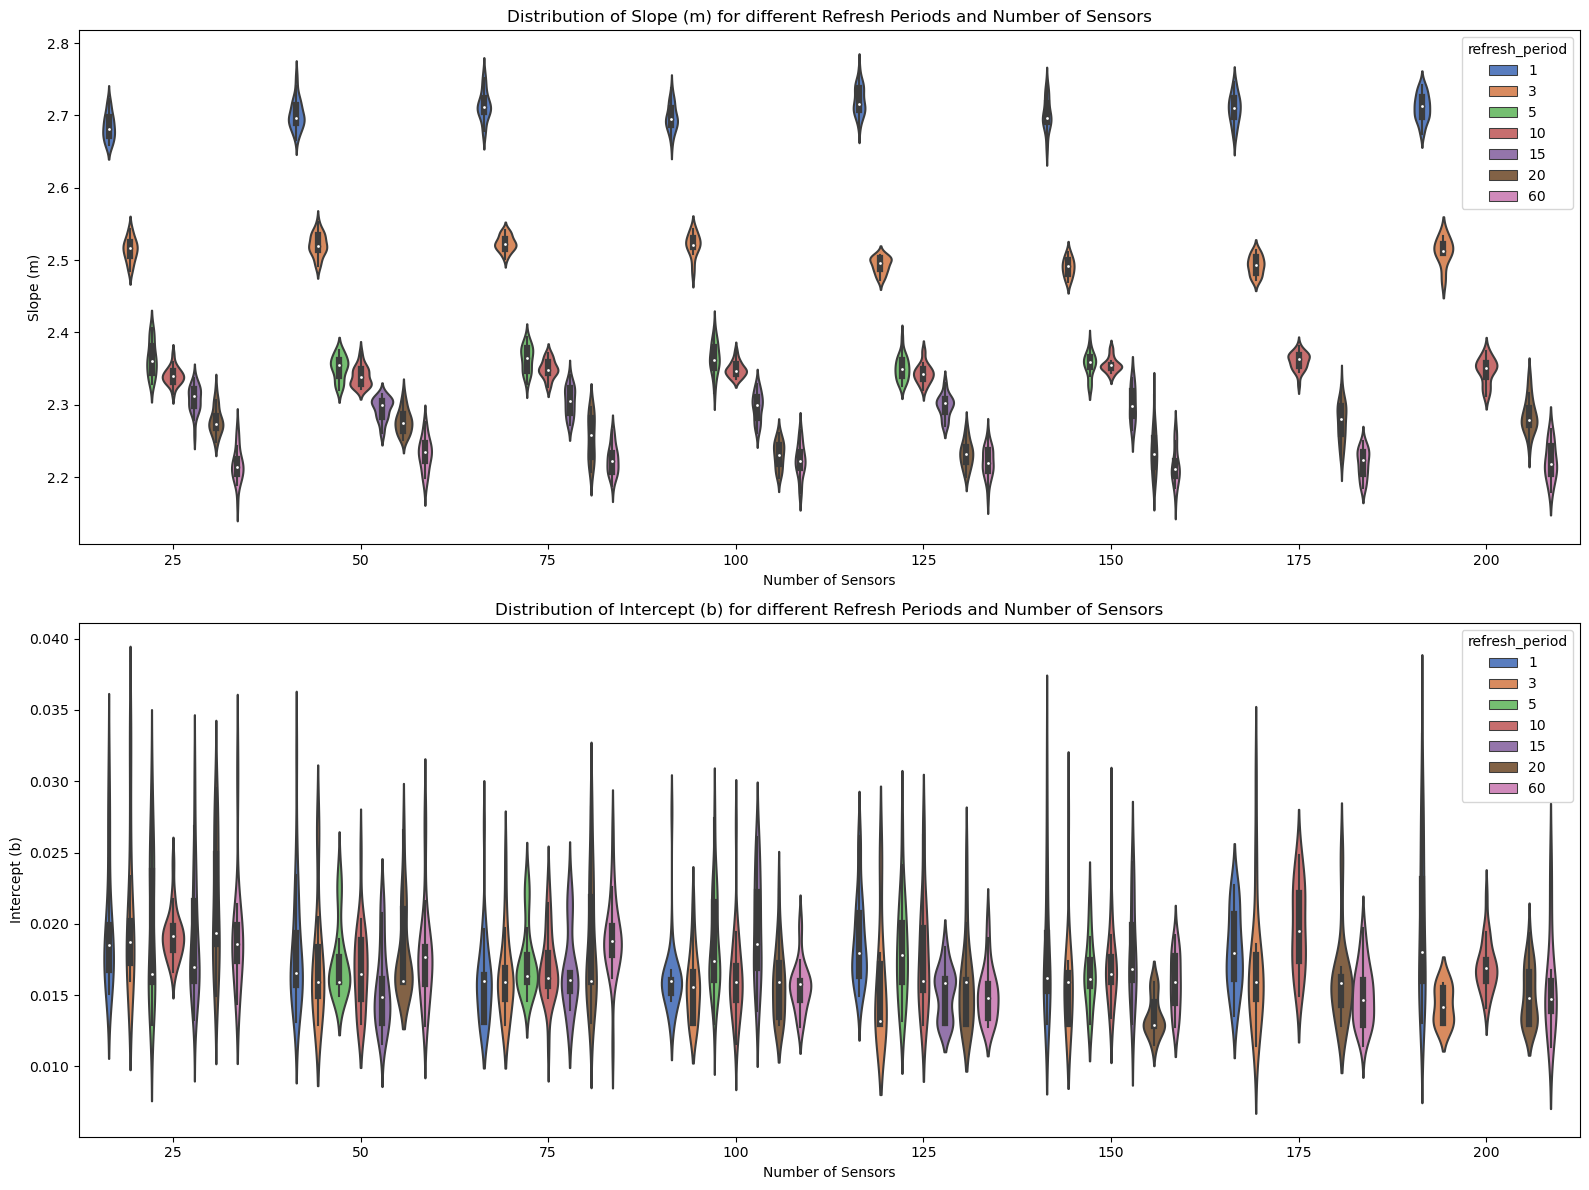 Distribution of Slope (m) for different Refresh Periods and Number of Sensors
2.8
2.7
2.6
2.5
2.4
2.3
2.2
Slope (m)
refresh_period
1
3
5
10
15
20
60
25 50 75 100 125 150 175 200
Number of Sensors
Distribution of Intercept (b) for different Refresh Periods and Number of Sensors
0.040
0.035
0.030
0.025
0.020
0.015
0.010
Intercept (b)
refresh_period
1
3
5
10
15
20
60
25 50 75 100 125 150 175 200
Number of Sensors